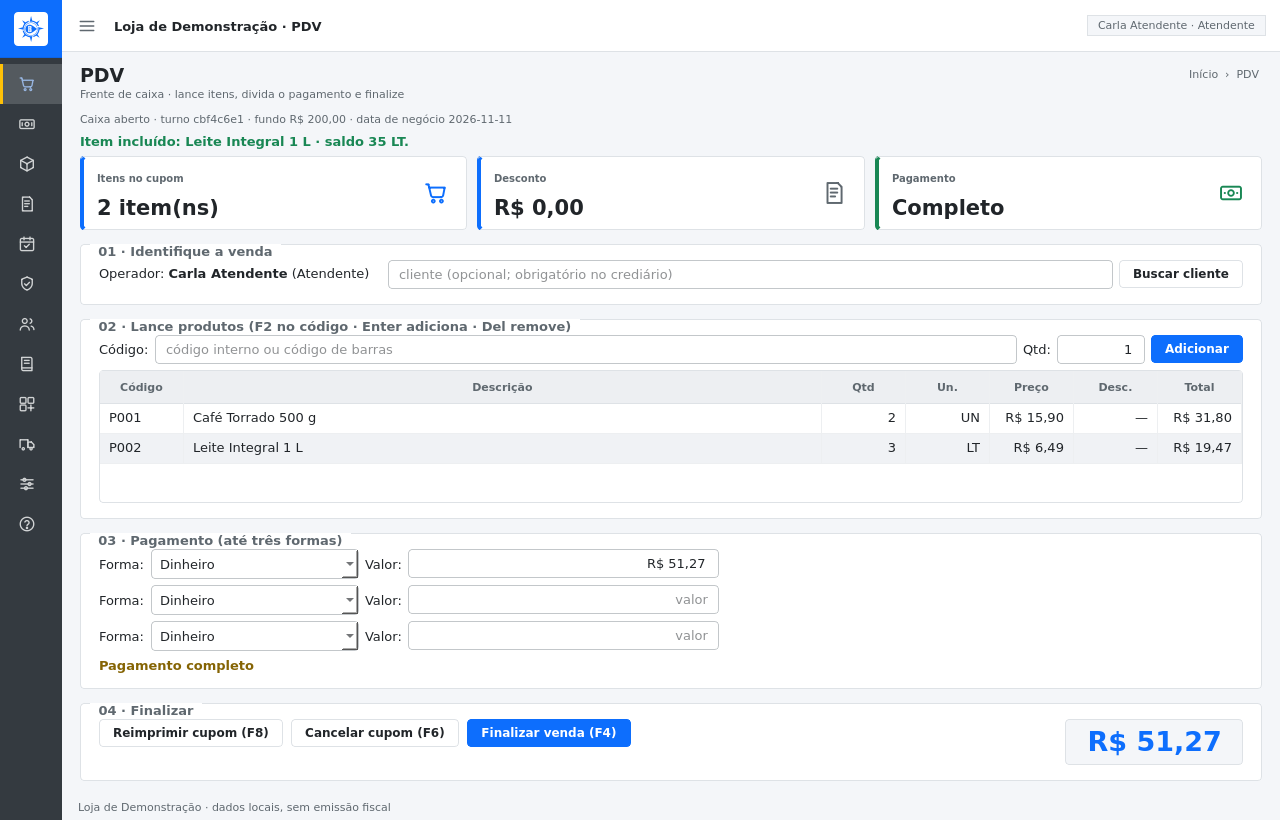 Loja de Demonstração · PDV
Carla Atendente · Atendente
PDV
Início › PDV
Frente de caixa · lance itens, divida o pagamento e finalize
Caixa aberto · turno cbf4c6e1 · fundo R$ 200,00 · data de negócio 2026-11-11
Item incluído: Leite Integral 1 L · saldo 35 LT.
Itens no cupom
2 item(ns)
Desconto
R$ 0,00
Pagamento
Completo
01 · Identifique a venda
Operador: Carla Atendente (Atendente)
cliente (opcional; obrigatório no crediário)
Buscar cliente
02 · Lance produtos (F2 no código · Enter adiciona · Del remove)
Código: código interno ou código de barras Qtd: 1 Adicionar
Código Descrição Qtd Un. Preço Desc. Total
P001 Café Torrado 500 g 2 UN R$ 15,90 — R$ 31,80
P002 Leite Integral 1 L 3 LT R$ 6,49 — R$ 19,47
03 · Pagamento (até três formas)
Forma: Dinheiro Valor: R$ 51,27
Forma: Dinheiro Valor: valor
Forma: Dinheiro Valor: valor
Pagamento completo
04 · Finalizar
Reimprimir cupom (F8) Cancelar cupom (F6) Finalizar venda (F4)
R$ 51,27
Loja de Demonstração · dados locais, sem emissão fiscal